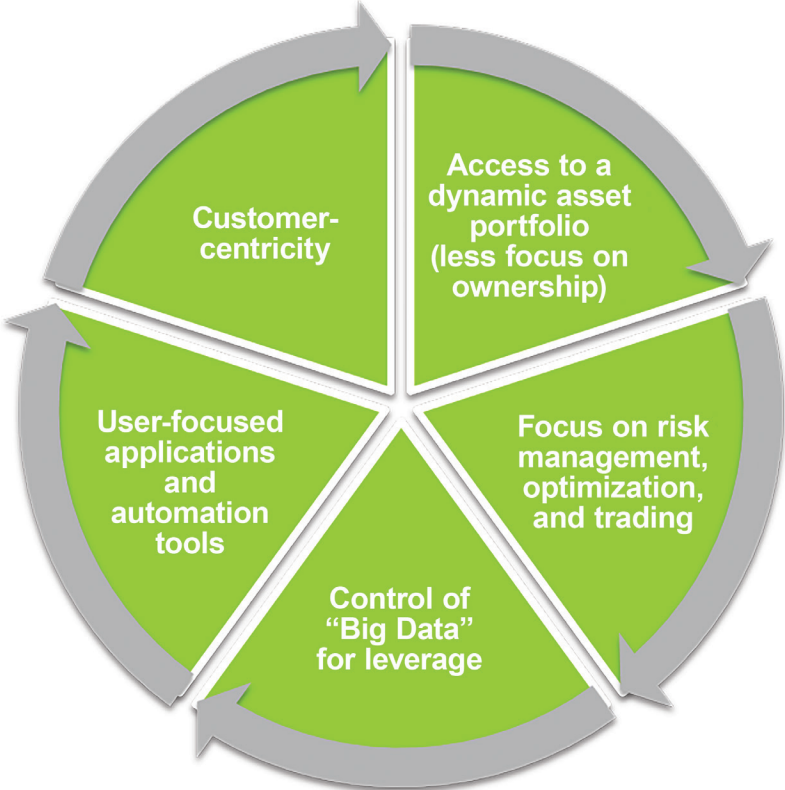 Access to a
dynamic asset
portfolio
(less focus on
ownership)
Focus on risk
management,
optimization,
and trading
Control of
“Big Data”
for leverage
User-focused
applications
and
automation
tools
Customer-
centricity